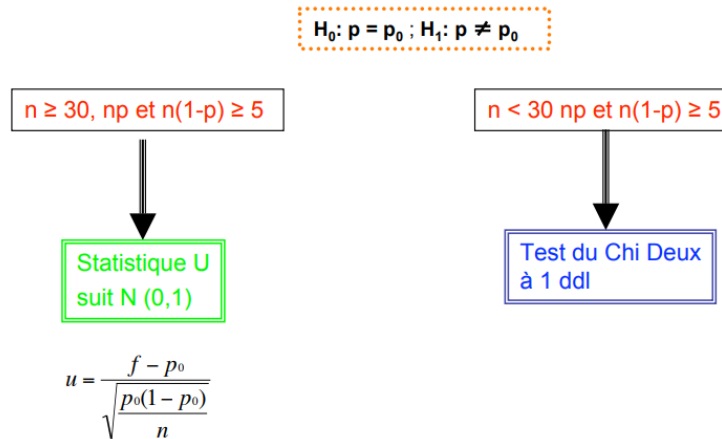 H₀: p = p₀ ; H₁: p ≠ p₀
n ≥ 30, np et n(1-p) ≥ 5
n < 30 np et n(1-p) ≥ 5
Statistique U
suit N (0,1)
Test du Chi Deux
à 1 ddl
u = (f − p₀) / √(p₀(1 − p₀) / n)